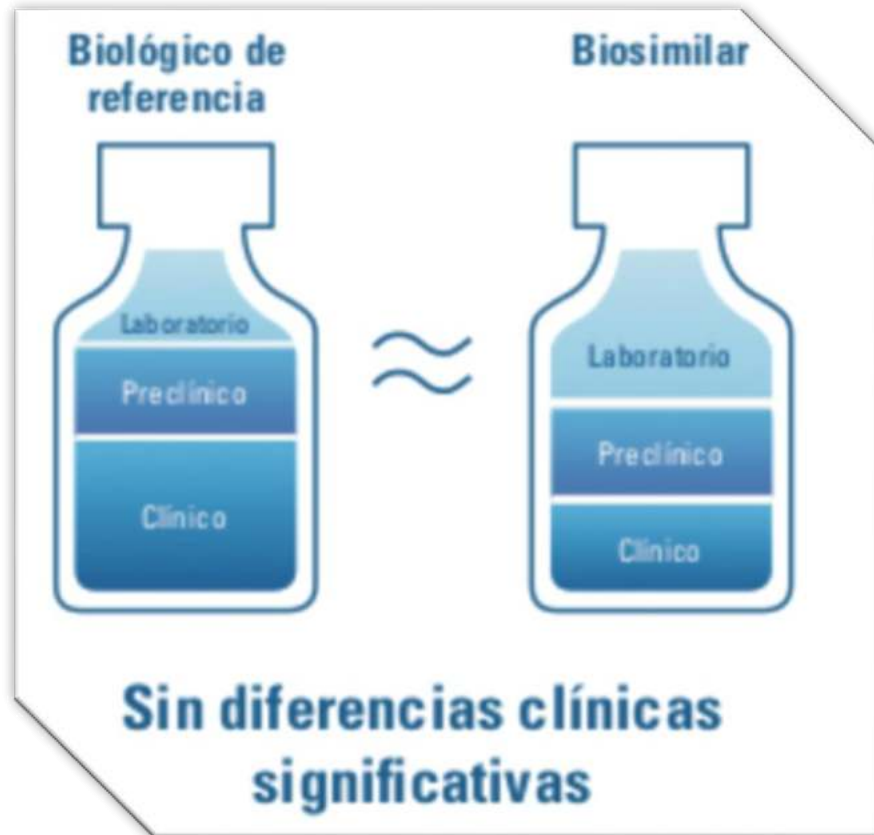 Biológico de
referencia
Laboratorio
Preclínico
Clínico
Biosimilar
Laboratorio
Preclínico
Clínico
Sin diferencias clínicas
significativas